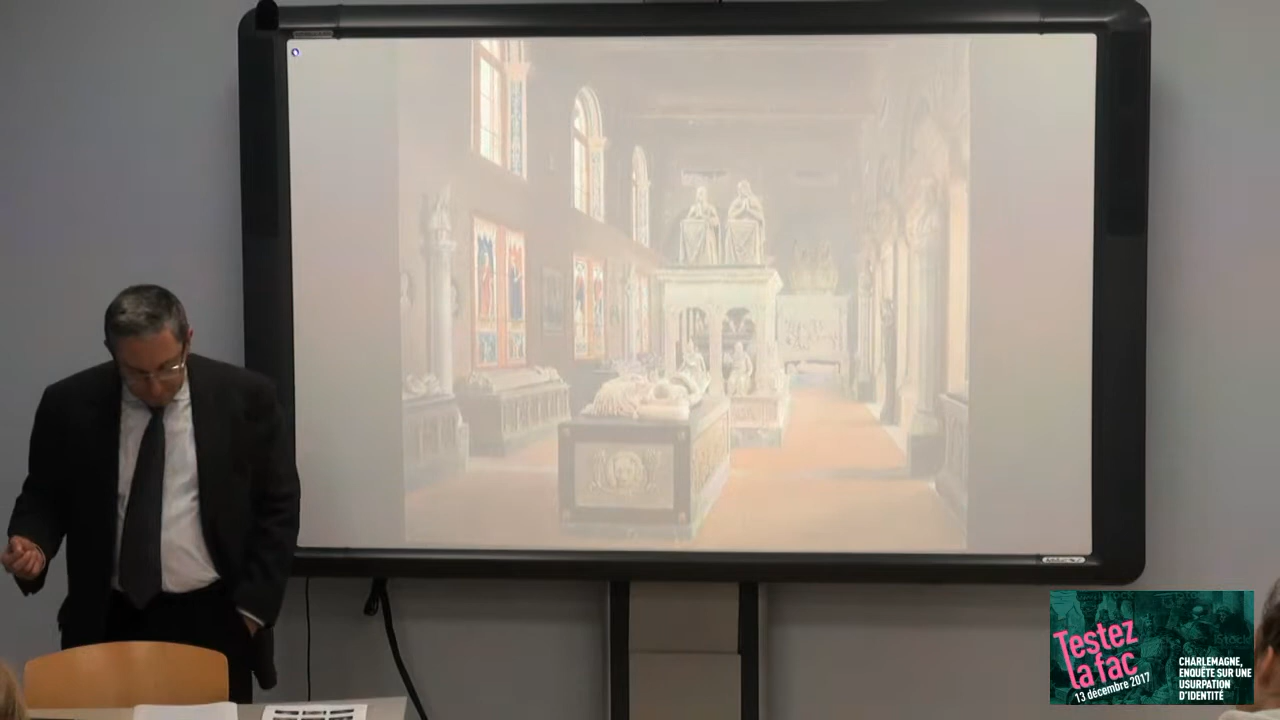 Testez
la fac
13 décembre 2017
CHARLEMAGNE,
ENQUÊTE SUR UNE
USURPATION
D'IDENTITÉ